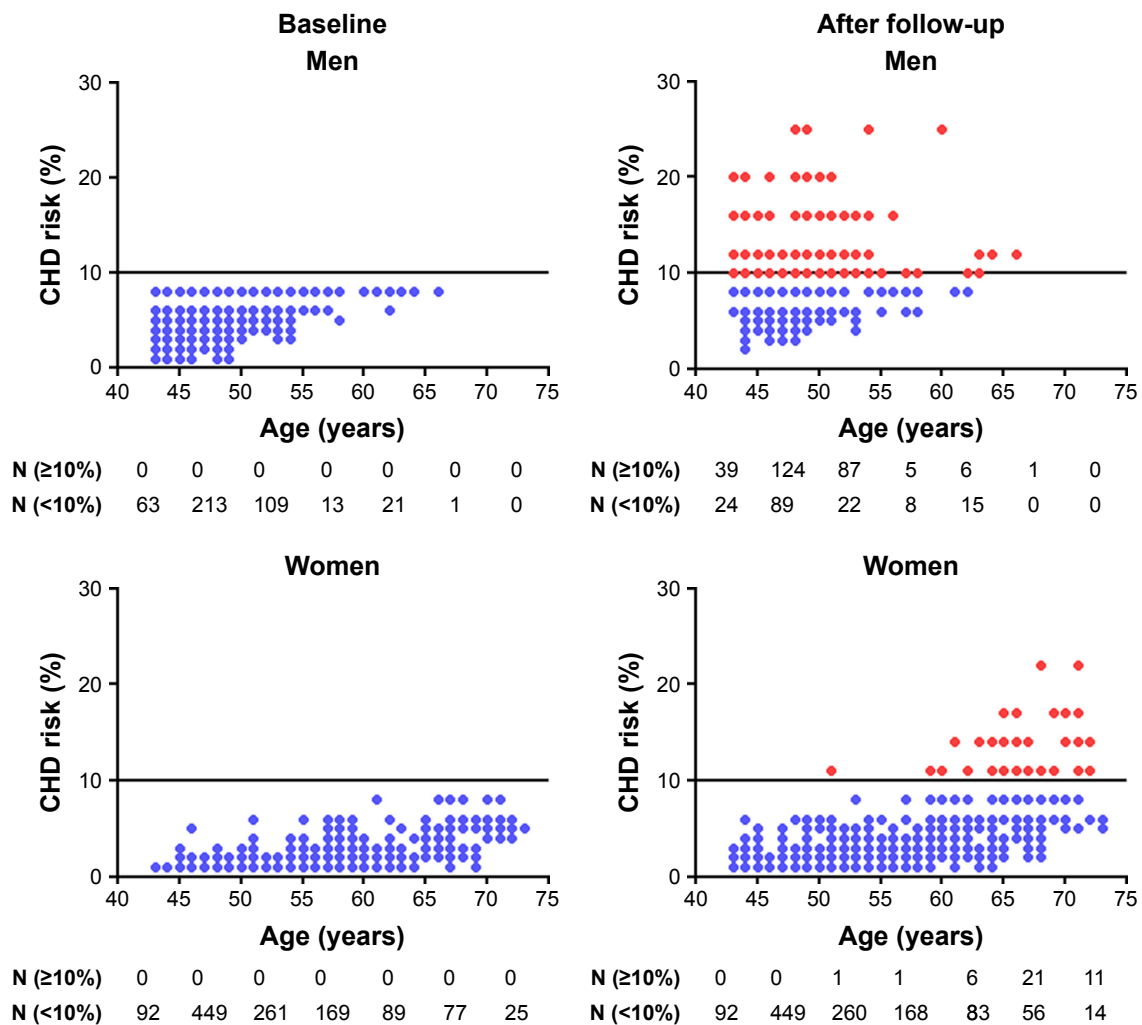 Baseline
Men
30
20
10
0
CHD risk (%)
40 45 50 55 60 65 70 75
Age (years)
N (≥10%) 0 0 0 0 0 0 0
N (<10%) 63 213 109 13 21 1 0
After follow-up
Men
30
20
10
0
CHD risk (%)
40 45 50 55 60 65 70 75
Age (years)
N (≥10%) 39 124 87 5 6 1 0
N (<10%) 24 89 22 8 15 0 0
Women
30
20
10
0
CHD risk (%)
40 45 50 55 60 65 70 75
Age (years)
N (≥10%) 0 0 0 0 0 0 0
N (<10%) 92 449 261 169 89 77 25
Women
30
20
10
0
CHD risk (%)
40 45 50 55 60 65 70 75
Age (years)
N (≥10%) 0 0 1 1 6 21 11
N (<10%) 92 449 260 168 83 56 14